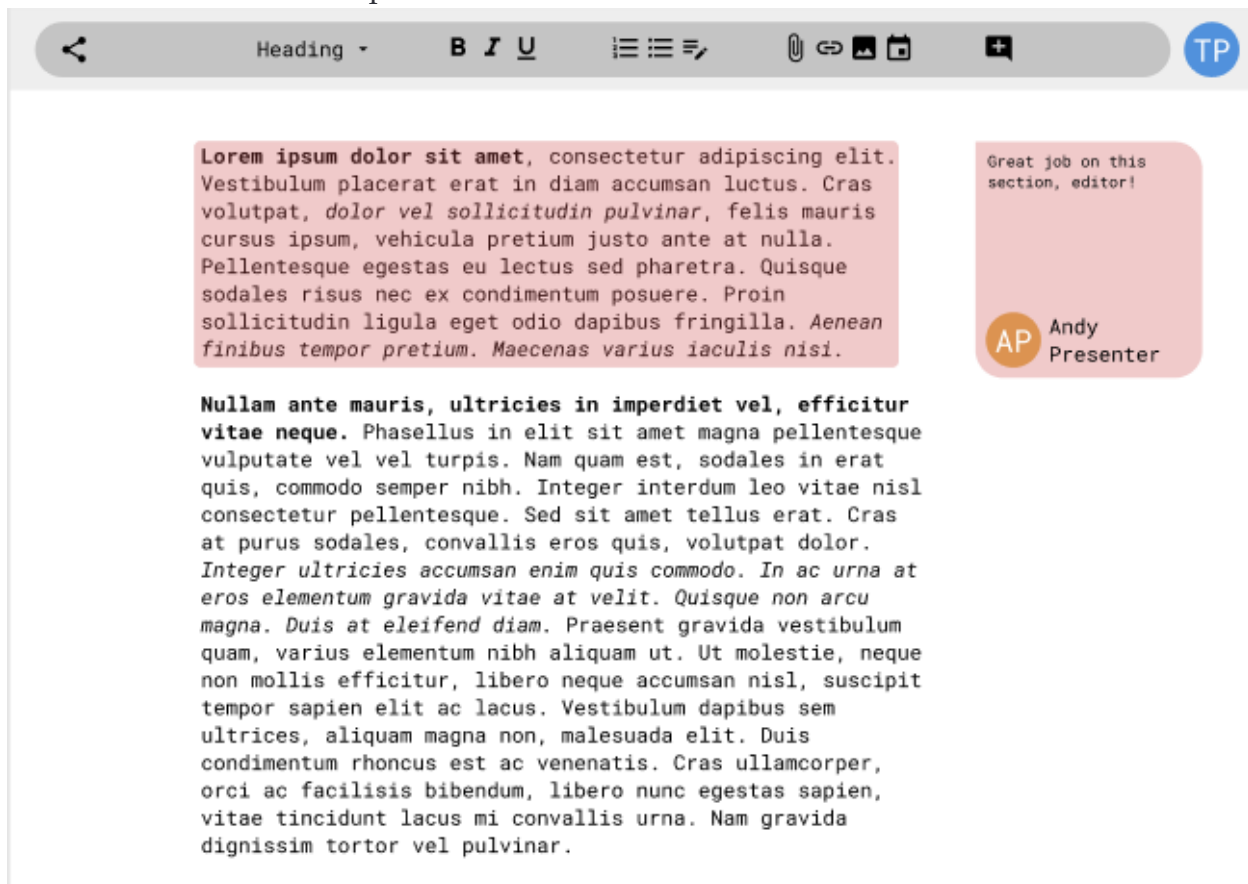 Heading
B I U
TP
Lorem ipsum dolor sit amet, consectetur adipiscing elit.
Vestibulum placerat erat in diam accumsan luctus. Cras
volutpat, dolor vel sollicitudin pulvinar, felis mauris
cursus ipsum, vehicula pretium justo ante at nulla.
Pellentesque egestas eu lectus sed pharetra. Quisque
sodales risus nec ex condimentum posuere. Proin
sollicitudin ligula eget odio dapibus fringilla. Aenean
finibus tempor pretium. Maecenas varius iaculis nisi.
Great job on this
section, editor!
AP
Andy
Presenter
Nullam ante mauris, ultricies in imperdiet vel, efficitur
vitae neque. Phasellus in elit sit amet magna pellentesque
vulputate vel vel turpis. Nam quam est, sodales in erat
quis, commodo semper nibh. Integer interdum leo vitae nisl
consectetur pellentesque. Sed sit amet tellus erat. Cras
at purus sodales, convallis eros quis, volutpat dolor.
Integer ultricies accumsan enim quis commodo. In ac urna at
eros elementum gravida vitae at velit. Quisque non arcu
magna. Duis at eleifend diam. Praesent gravida vestibulum
quam, varius elementum nibh aliquam ut. Ut molestie, neque
non mollis efficitur, libero neque accumsan nisl, suscipit
tempor sapien elit ac lacus. Vestibulum dapibus sem
ultrices, aliquam magna non, malesuada elit. Duis
condimentum rhoncus est ac venenatis. Cras ullamcorper,
orci ac facilisis bibendum, libero nunc egestas sapien,
vitae tincidunt lacus mi convallis urna. Nam gravida
dignissim tortor vel pulvinar.